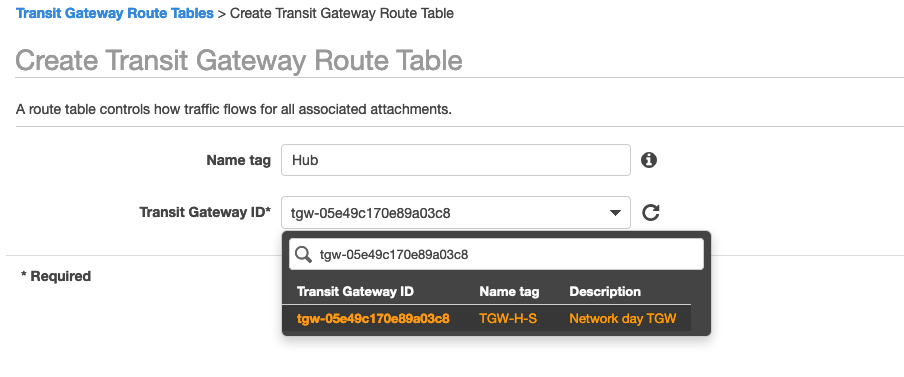 Transit Gateway Route Tables > Create Transit Gateway Route Table
Create Transit Gateway Route Table
A route table controls how traffic flows for all associated attachments.
Name tag Hub
Transit Gateway ID* tgw-05e49c170e89a03c8
tgw-05e49c170e89a03c8
* Required
Transit Gateway ID Name tag Description
tgw-05e49c170e89a03c8 TGW-H-S Network day TGW